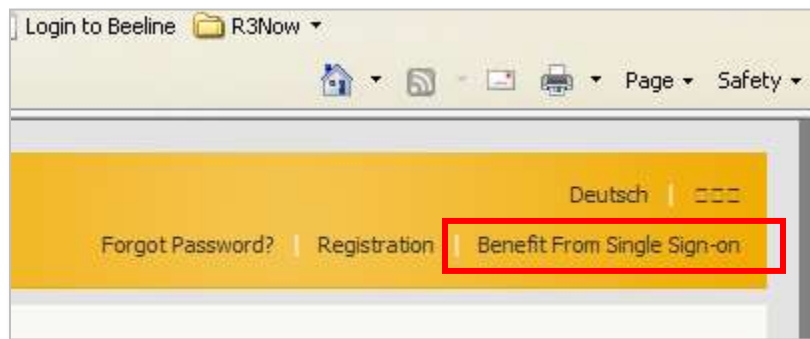 Login to Beeline R3Now
Page Safety
Deutsch
Forgot Password? Registration Benefit From Single Sign-on